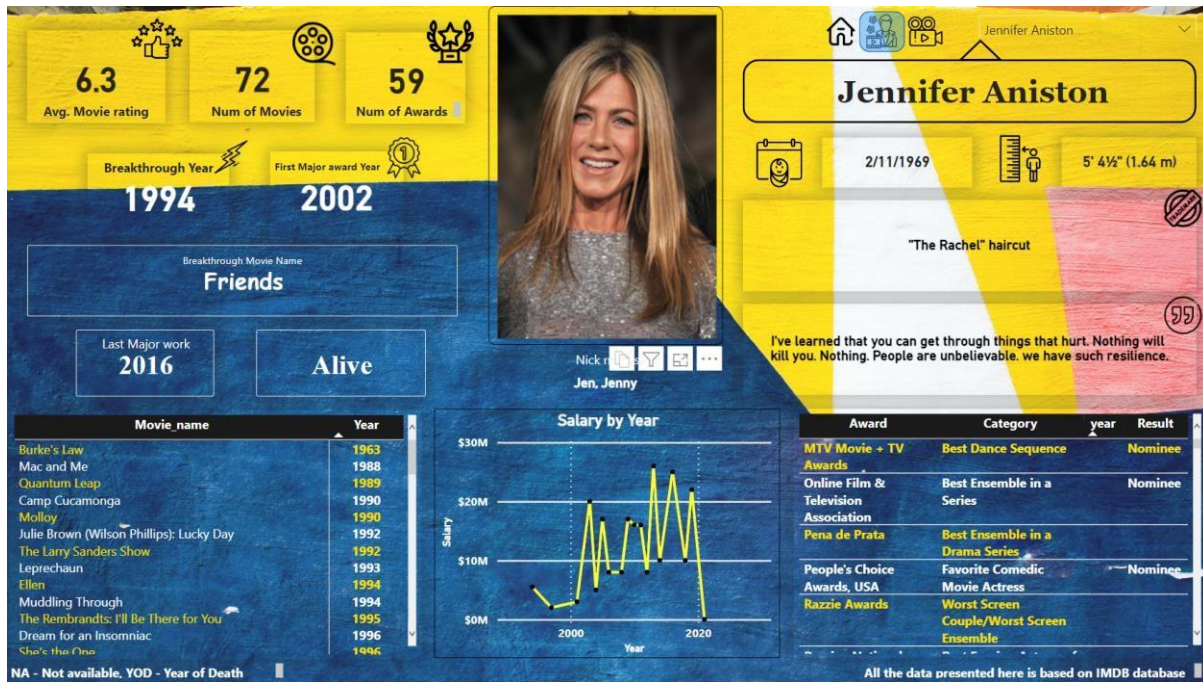 6.3
Avg. Movie rating
72
Num of Movies
59
Num of Awards
Breakthrough Year
1994
First Major award Year
2002
1
Breakthrough Movie Name
Friends
Last Major work
2016
Alive
Nick
Jen, Jenny
Jennifer Aniston
Jennifer Aniston
2/11/1969
5' 4½" (1.64 m)
TRADEMARK
"The Rachel" haircut
I've learned that you can get through things that hurt. Nothing will
kill you. Nothing. People are unbelievable. we have such resilience.
Movie_name Year
Burke's Law 1963
Mac and Me 1988
Quantum Leap 1989
Camp Cucamonga 1990
Molloy 1990
Julie Brown (Wilson Phillips): Lucky Day 1992
The Larry Sanders Show 1992
Leprechaun 1993
Ellen 1994
Muddling Through 1994
The Rembrandts: I'll Be There for You 1995
Dream for an Insomniac 1996
She's the One 1996
Salary by Year
$30M
$20M
$10M
$0M
Salary
2000 2020
Year
Award Category year Result
MTV Movie + TV Best Dance Sequence Nominee
Awards
Online Film & Best Ensemble in a Nominee
Television Series
Association
Pena de Prata Best Ensemble in a
Drama Series
People's Choice Favorite Comedic Nominee
Awards, USA Movie Actress
Razzie Awards Worst Screen
Couple/Worst Screen
Ensemble
NA - Not available, YOD - Year of Death
All the data presented here is based on IMDB database